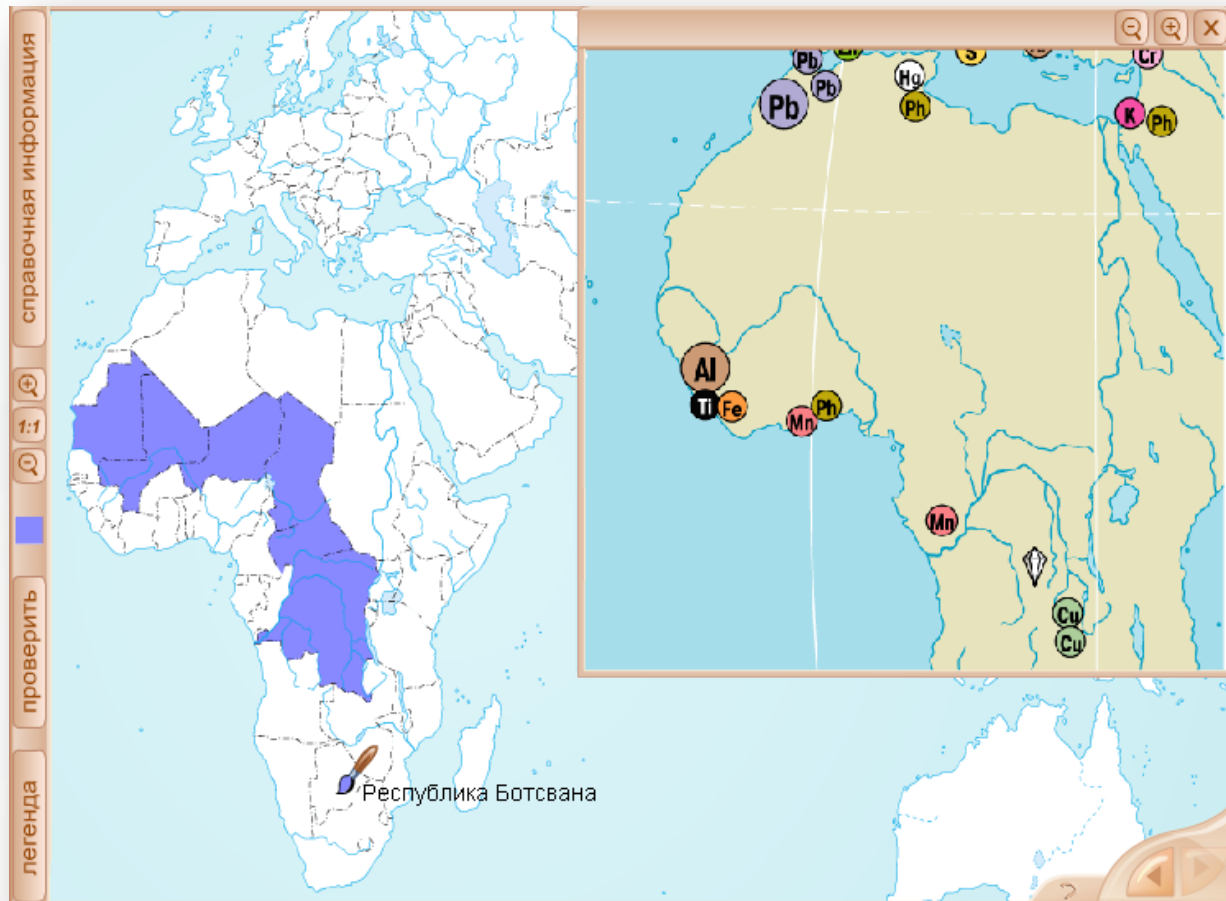 справочная информация
1:1
проверить
легенда
Республика Ботсвана
Pb
Hg
S
Cr
Pb
Pb
Ph
K
Ph
Al
Ti
Fe
Mn
Ph
Mn
Cu
Cu
?